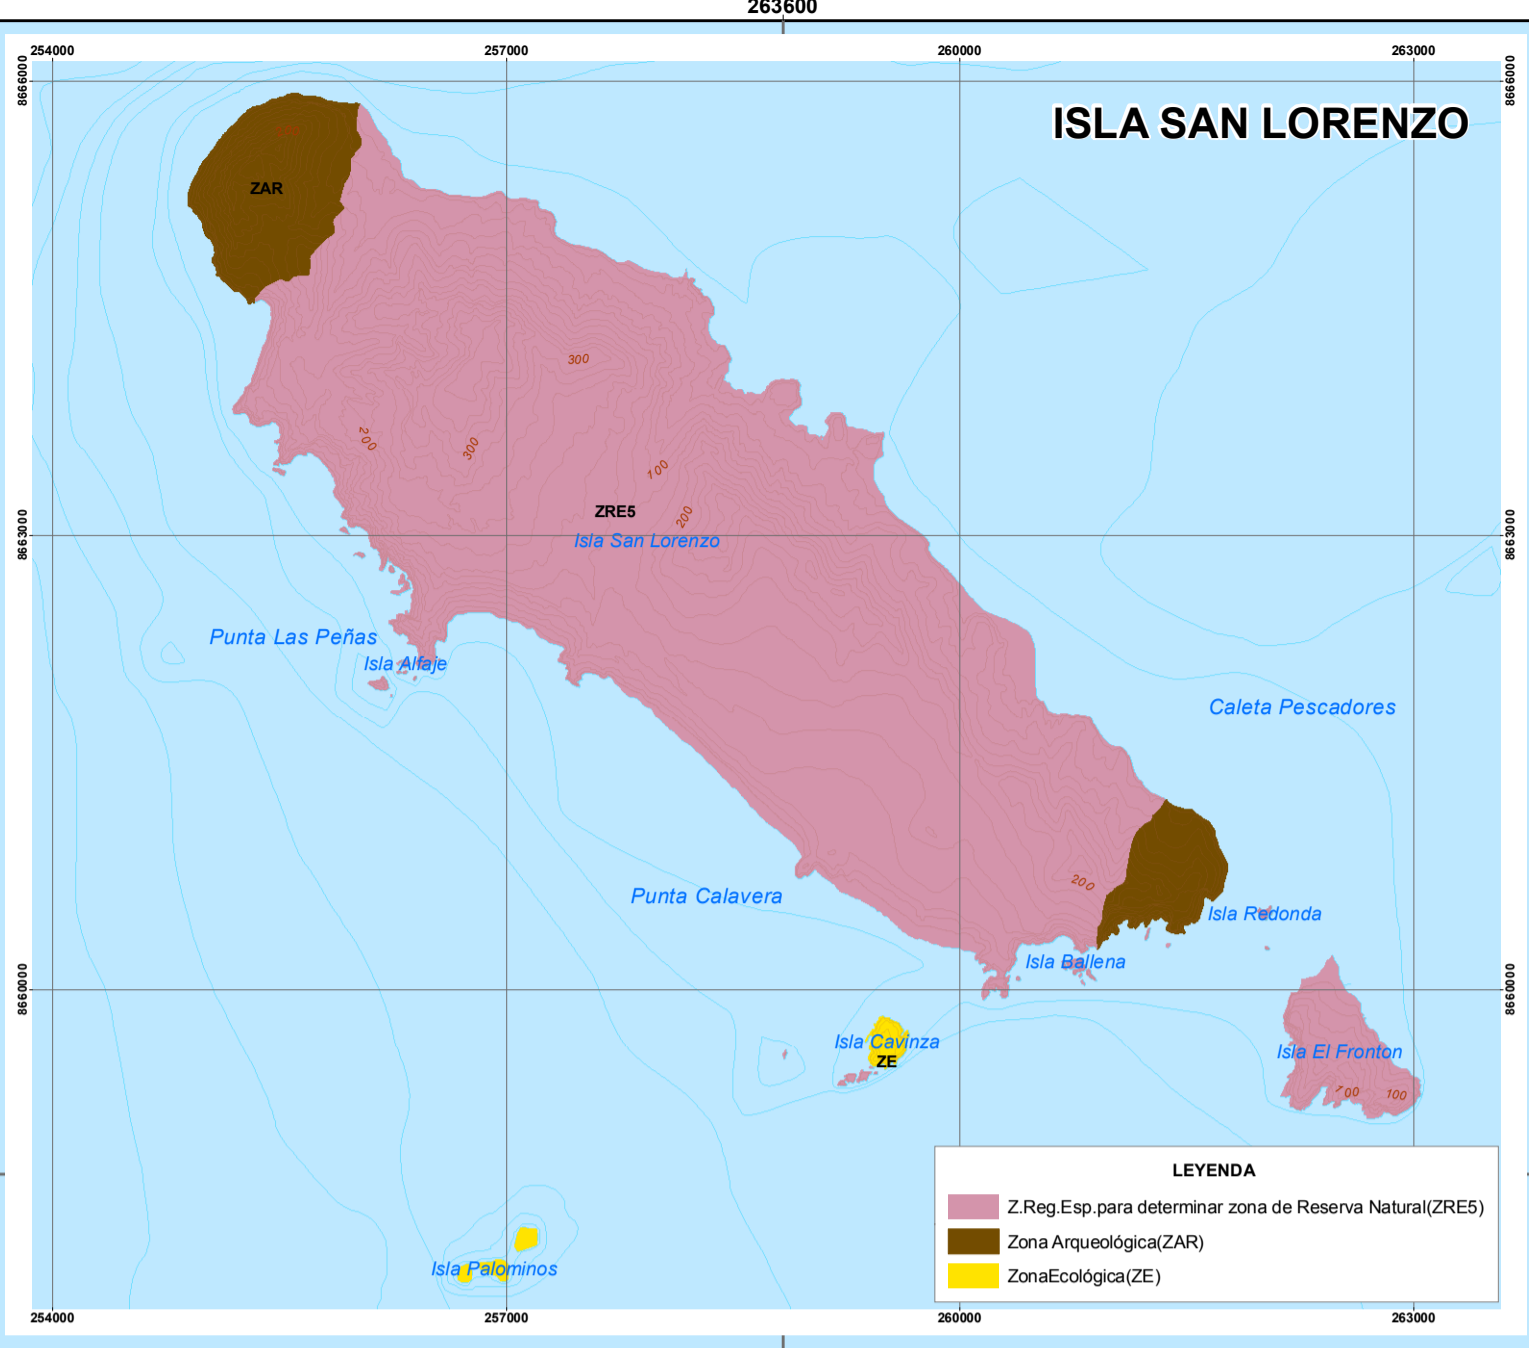 263600
254000 257000 260000 263000
8666000 8666000
ISLA SAN LORENZO
ZAR
300
200
300
100
200
ZRE5
Isla San Lorenzo
8663000 8663000
Punta Las Peñas
Isla Alfaje
Caleta Pescadores
200
Punta Calavera
Isla Redonda
Isla Ballena
8660000 8660000
Isla Cavinza
ZE
Isla El Fronton
100 100
LEYENDA
Z.Reg.Esp.para determinar zona de Reserva Natural(ZRE5)
Zona Arqueológica(ZAR)
ZonaEcológica(ZE)
Isla Palominos
254000 257000 260000 263000